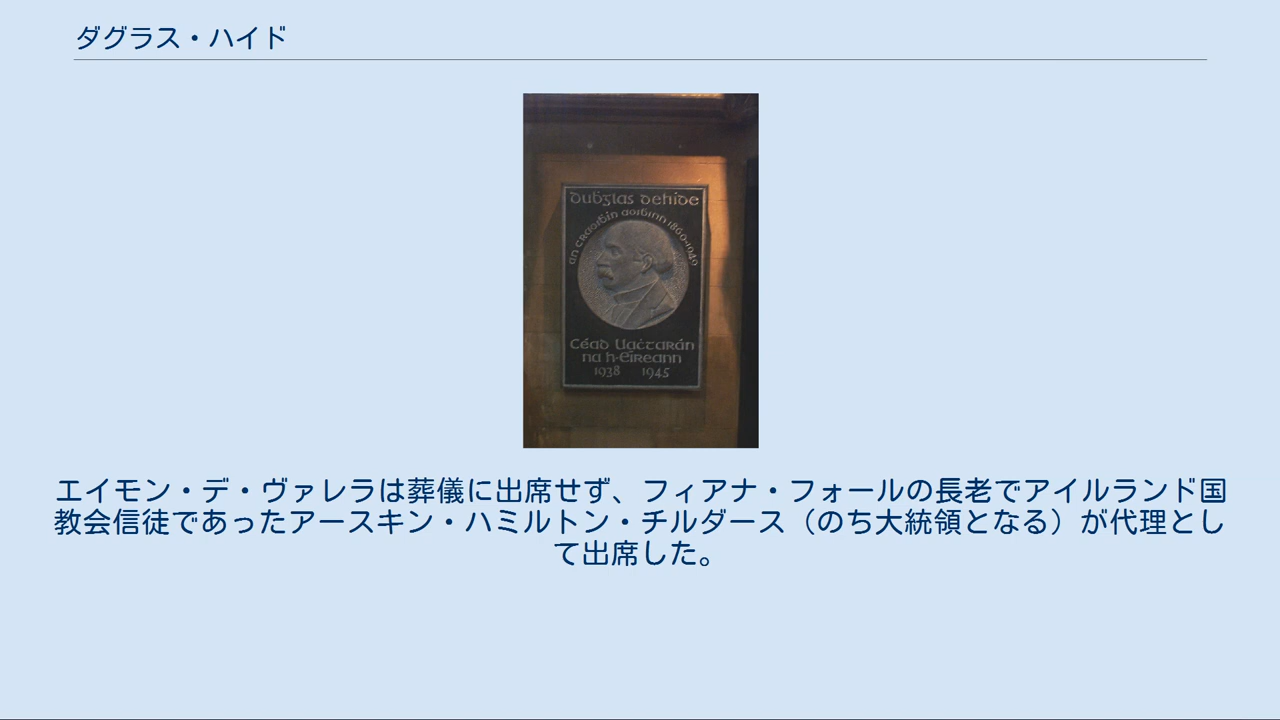 ダグラス・ハイド
Dubġlas Dehíde
an craoiḃín aoiḃinn 1860-1949
Céad Uaċtarán
na h-Éireann
1938 1945
エイモン・デ・ヴァレラは葬儀に出席せず、フィアナ・フォールの長老でアイルランド国
教会信徒であったアースキン・ハミルトン・チルダース（のち大統領となる）が代理とし
て出席した。